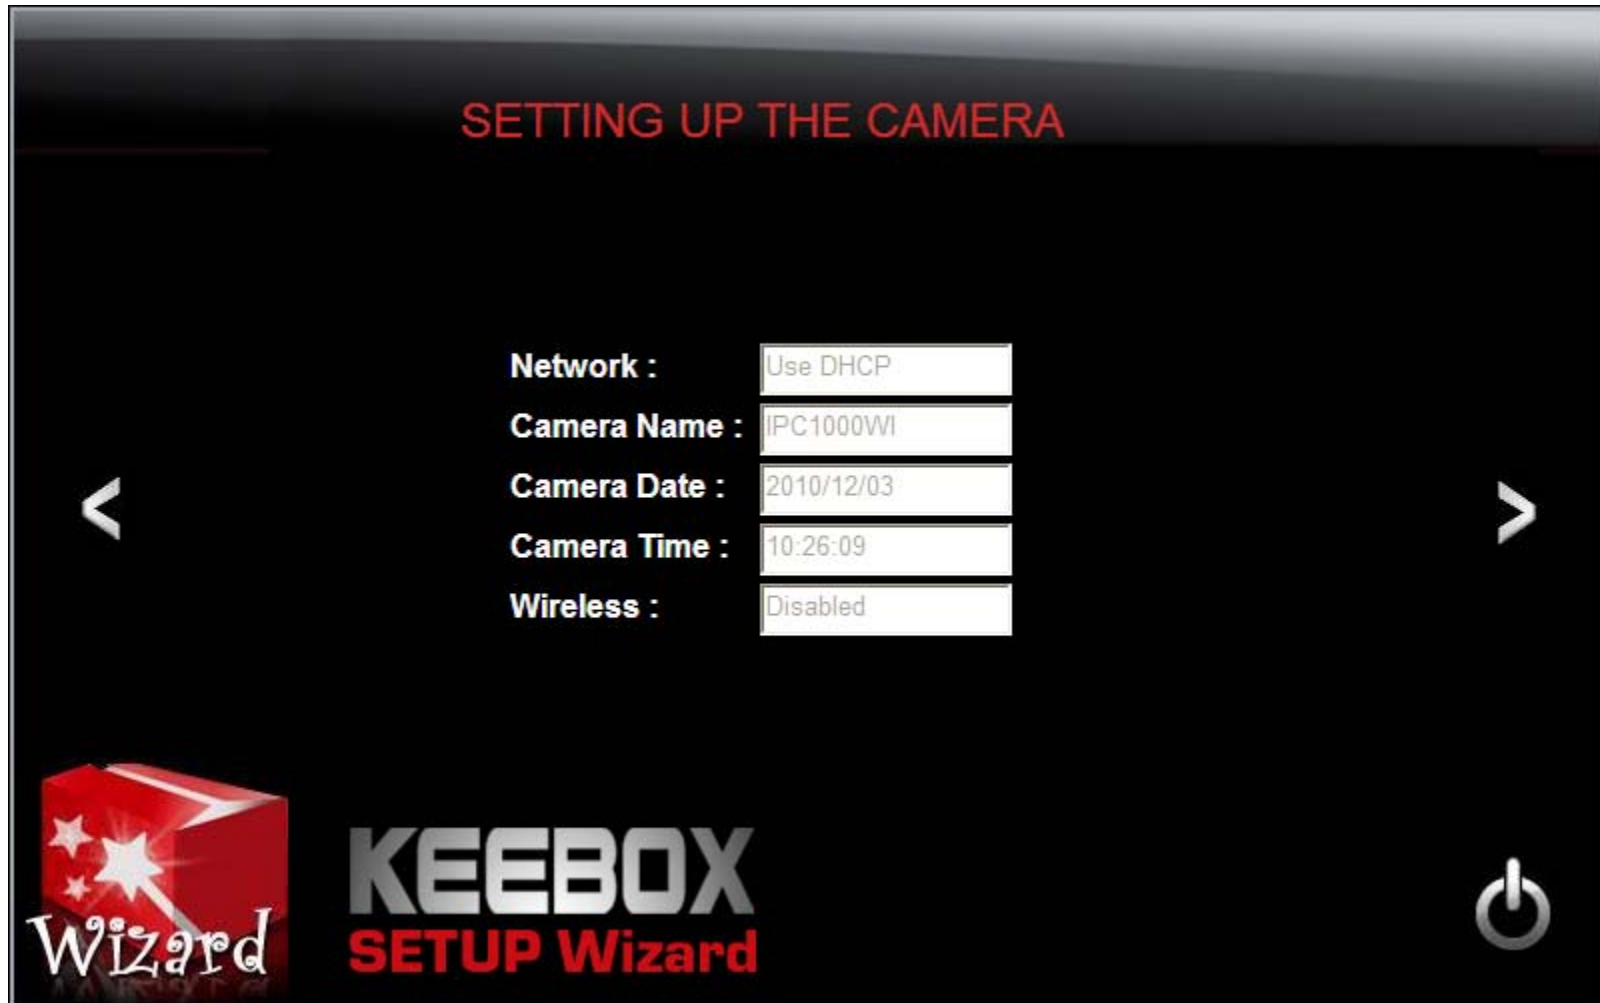 SETTING UP THE CAMERA
Network : Use DHCP
Camera Name : IPC1000WI
Camera Date : 2010/12/03
Camera Time : 10:26:09
Wireless : Disabled
Wizard
KEEBOX
SETUP Wizard